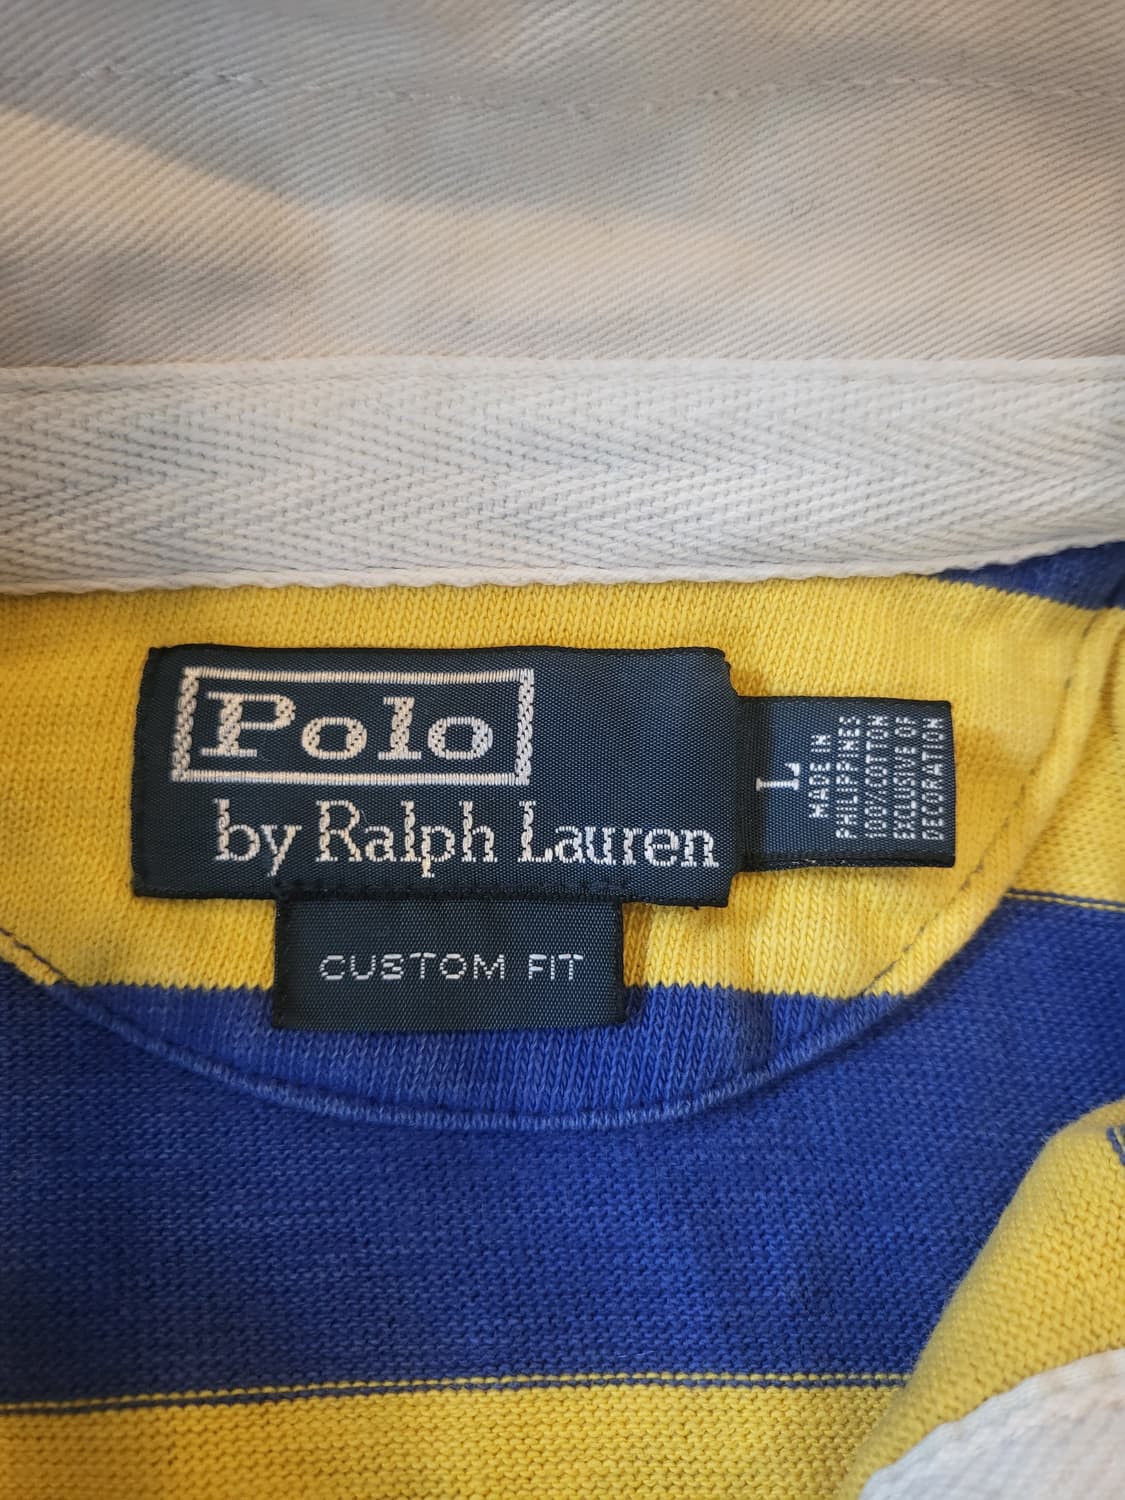 Polo
by Ralph Lauren
CUSTOM FIT
L
MADE IN
PHILIPPINES
100% COTTON
EXCLUSIVE OF
DECORATION